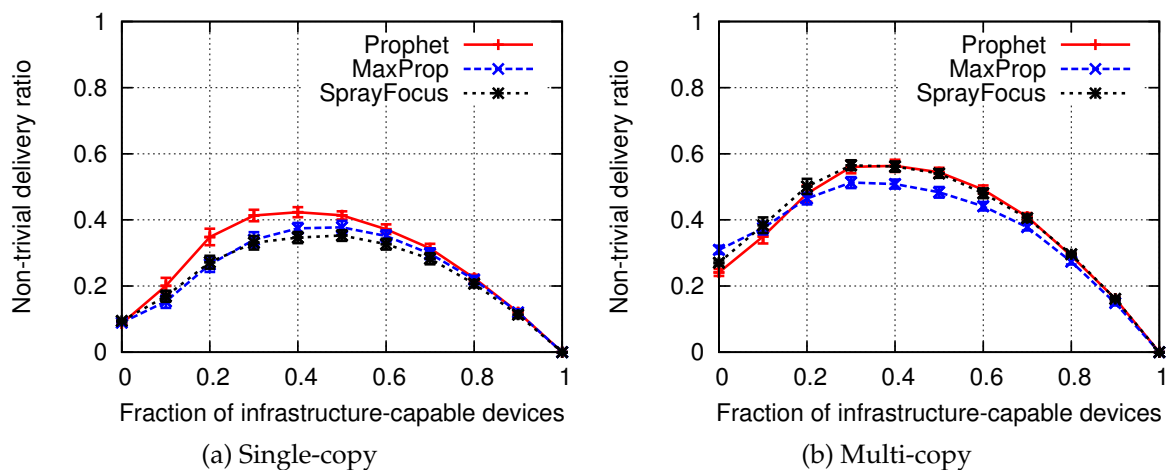 1
0.8
0.6
0.4
0.2
0
Non-trivial delivery ratio
Prophet
MaxProp
SprayFocus
0 0.2 0.4 0.6 0.8 1
Fraction of infrastructure-capable devices
(a) Single-copy
1
0.8
0.6
0.4
0.2
0
Non-trivial delivery ratio
Prophet
MaxProp
SprayFocus
0 0.2 0.4 0.6 0.8 1
Fraction of infrastructure-capable devices
(b) Multi-copy